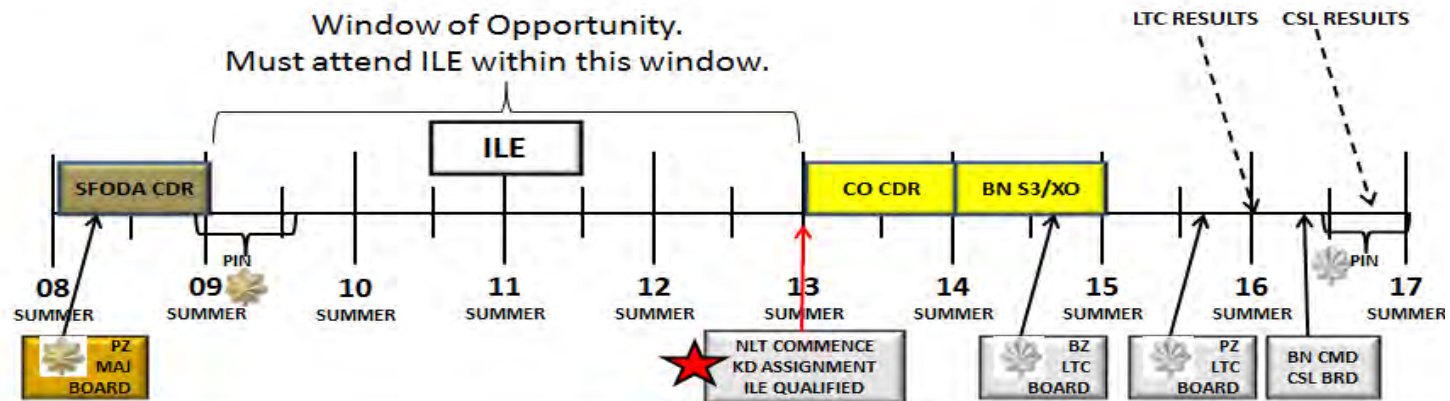 Window of Opportunity.
Must attend ILE within this window.
LTC RESULTS
CSL RESULTS
ILE
SFODA CDR
CO CDR
BN S3/XO
PIN
PIN
08
SUMMER
09
SUMMER
10
SUMMER
11
SUMMER
12
SUMMER
13
SUMMER
14
SUMMER
15
SUMMER
16
SUMMER
17
SUMMER
PZ
MAJ
BOARD
NLT COMMENCE
KD ASSIGNMENT
ILE QUALIFIED
BZ
LTC
BOARD
PZ
LTC
BOARD
BN CMD
CSL BRD